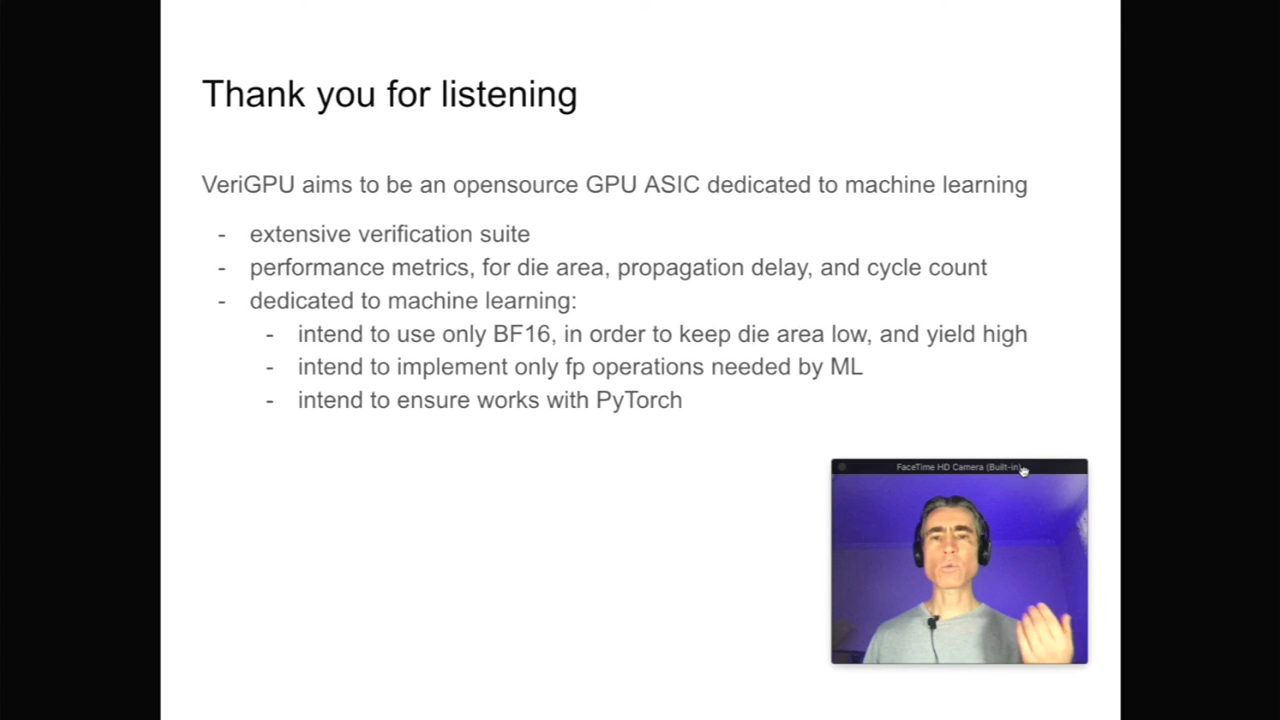 Thank you for listening
VeriGPU aims to be an opensource GPU ASIC dedicated to machine learning
- extensive verification suite
- performance metrics, for die area, propagation delay, and cycle count
- dedicated to machine learning:
- intend to use only BF16, in order to keep die area low, and yield high
- intend to implement only fp operations needed by ML
- intend to ensure works with PyTorch
FaceTime HD Camera (Built-in)